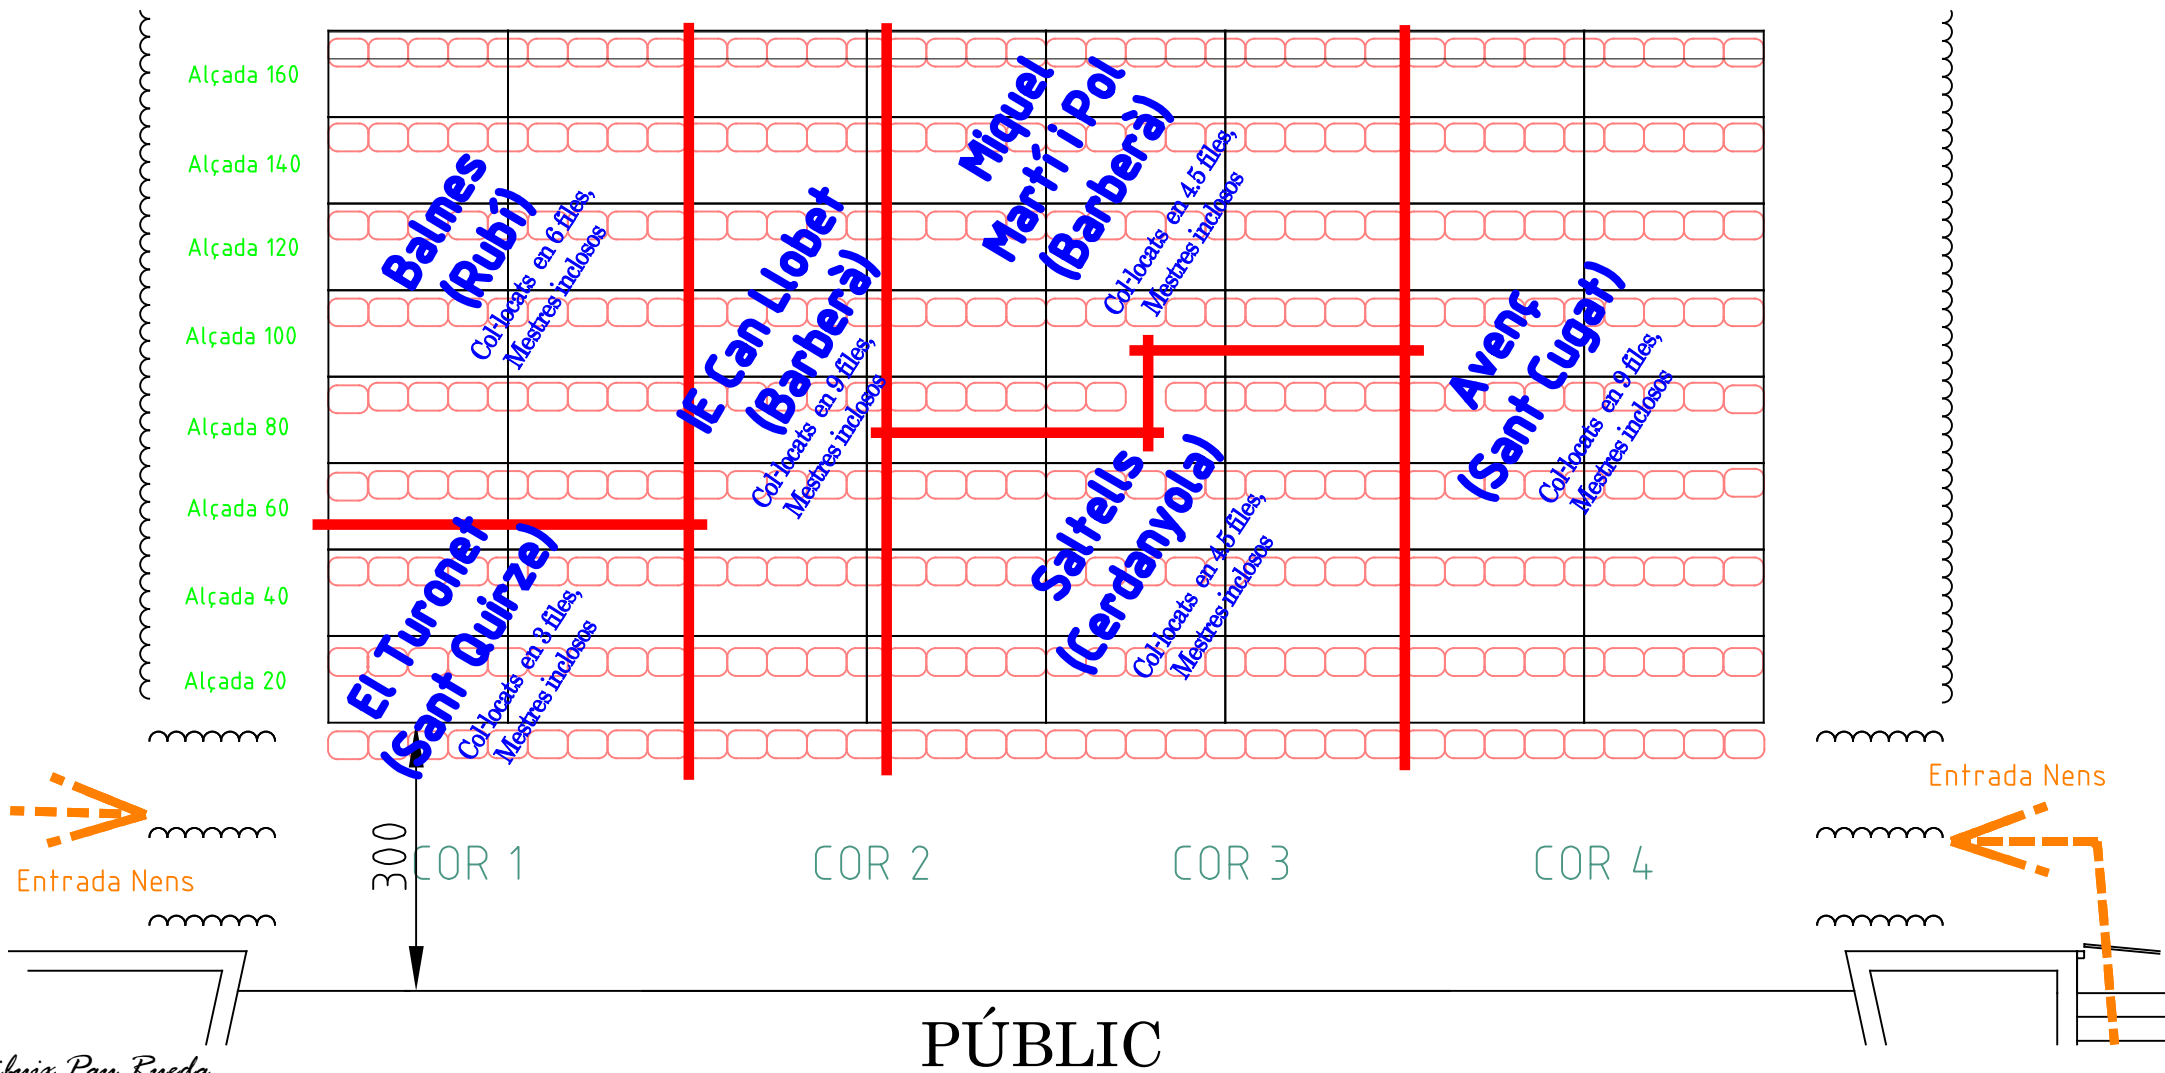 Alçada 160
Alçada 140
Alçada 120
Alçada 100
Alçada 80
Alçada 60
Alçada 40
Alçada 20
Balmes
(Rubí)
Col·locats en 6 files,
Mestres inclosos
El Turonet
(Sant Quirze)
Col·locats en 3 files,
Mestres inclosos
IE Can Llobet
(Barberà)
Col·locats en 9 files,
Mestres inclosos
Miquel
Martí i Pol
(Barberà)
Col·locats en 4.5 files,
Mestres inclosos
Saltells
(Cerdanyola)
Col·locats en 4.5 files,
Mestres inclosos
Avenç
(Sant Cugat)
Col·locats en 9 files,
Mestres inclosos
Entrada Nens
Entrada Nens
300
COR 1
COR 2
COR 3
COR 4
PÚBLIC
Pau Rueda